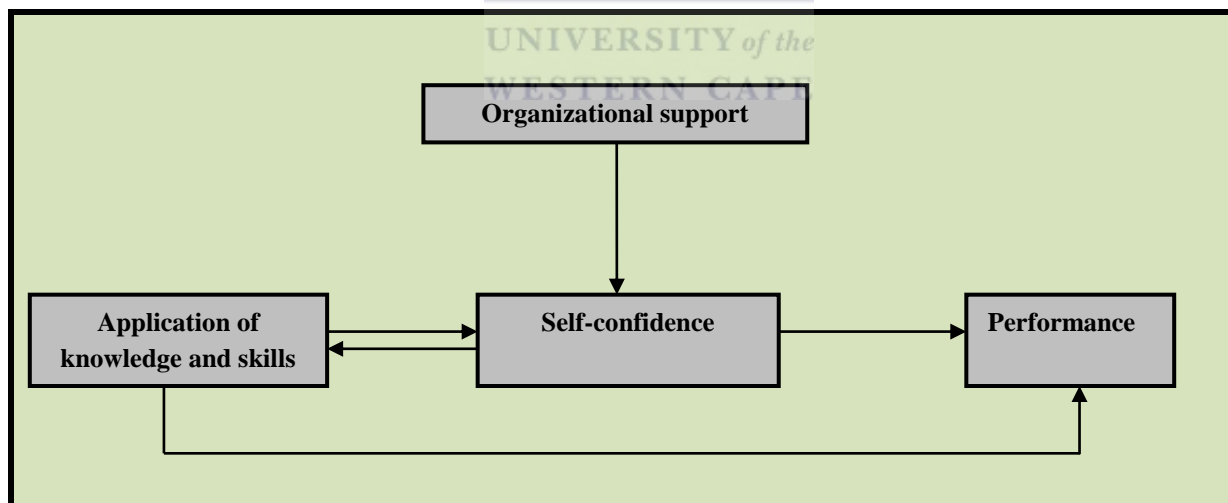 UNIVERSITY of the
WESTERN CAPE
Organizational support
Application of
knowledge and skills
Self-confidence
Performance